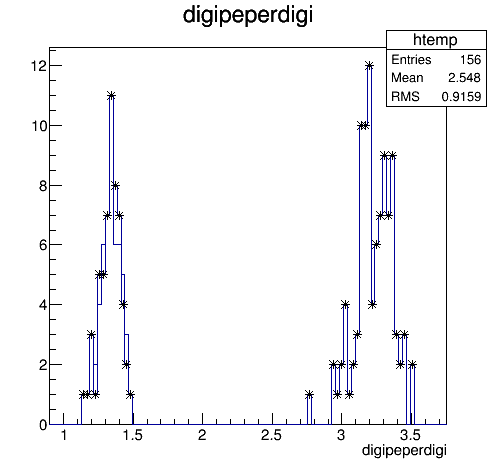 digipeperdigi
htemp
Entries 156
Mean 2.548
RMS 0.9159
12
10
8
6
4
2
0
1 1.5 2 2.5 3 3.5
digipeperdigi